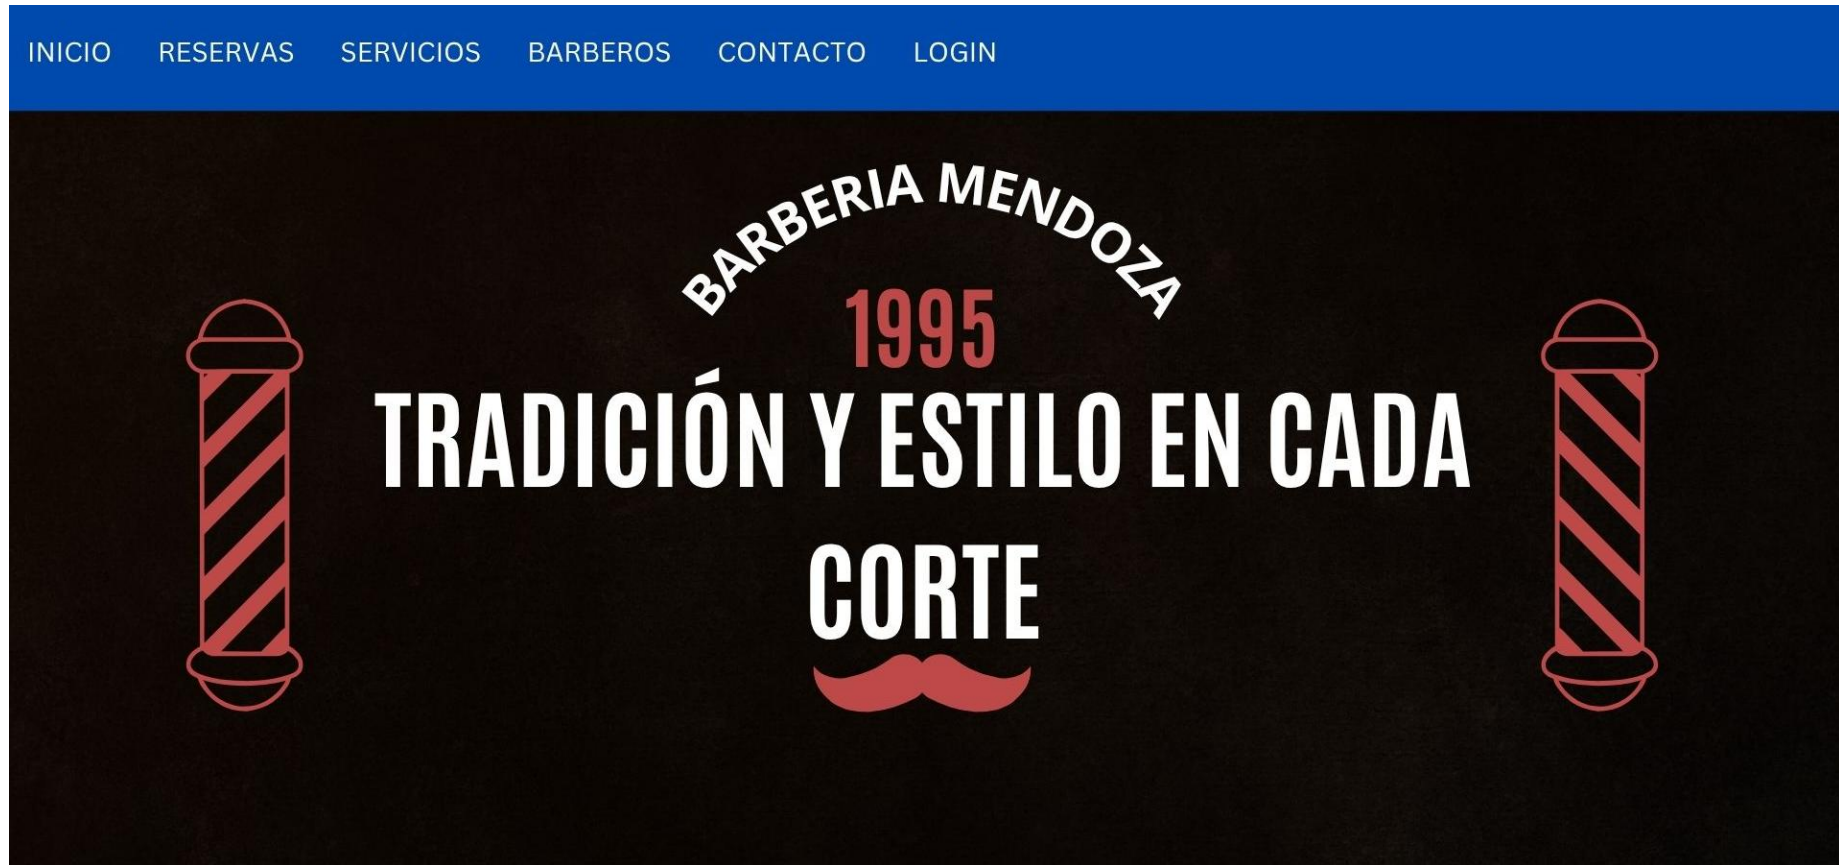 INICIO RESERVAS SERVICIOS BARBEROS CONTACTO LOGIN
BARBERIA MENDOZA
1995
TRADICIÓN Y ESTILO EN CADA
CORTE